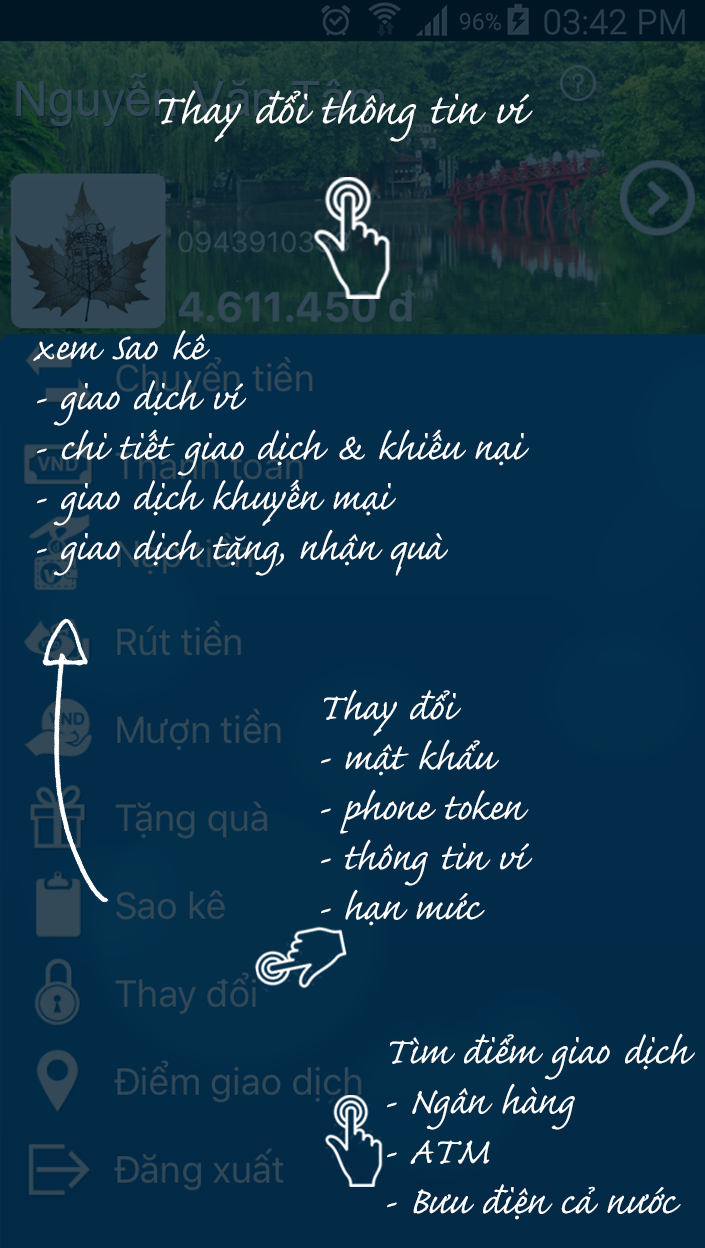 96% 03:42 PM
Nguyễn Văn Tâm
Thay đổi thông tin ví
?
4.611.450 đ
xem Sao kê
Chuyển tiền
- giao dịch ví
- chi tiết giao dịch & khiếu nại
VND Thanh toán
- giao dịch khuyến mại
- giao dịch tặng, nhận quà
Nạp tiền
Rút tiền
Thay đổi
VND
Mượn tiền
- mật khẩu
- phone token
Tặng quà
- thông tin ví
Sao kê
- hạn mức
Thay đổi
Tìm điểm giao dịch
Điểm giao dịch
- Ngân hàng
- ATM
Đăng xuất
- Bưu điện cả nước